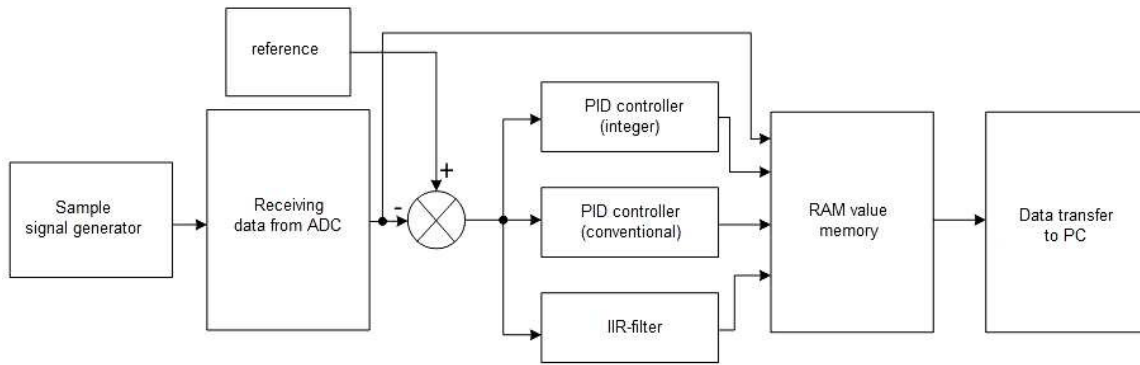 reference
Sample
signal generator
Receiving
data from ADC
+
-
PID controller
(integer)
PID controller
(conventional)
IIR-filter
RAM value
memory
Data transfer
to PC